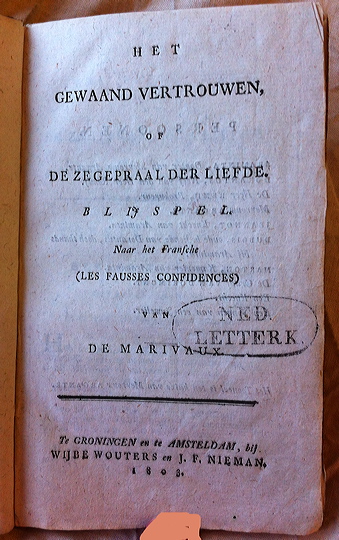 HET
GEWAAND VERTROUWEN,
OF
DE ZEGEPRAAL DER LIEFDE.
BLIJSPEL.
Naar het Fransche
(LES FAUSSES CONFIDENCES)
VAN
NED.
LETTERK.
DE MARIVAUX.
Te GRONINGEN en te AMSTELDAM, bij
WIJBE WOUTERS en J. F. NIEMAN,
1803.